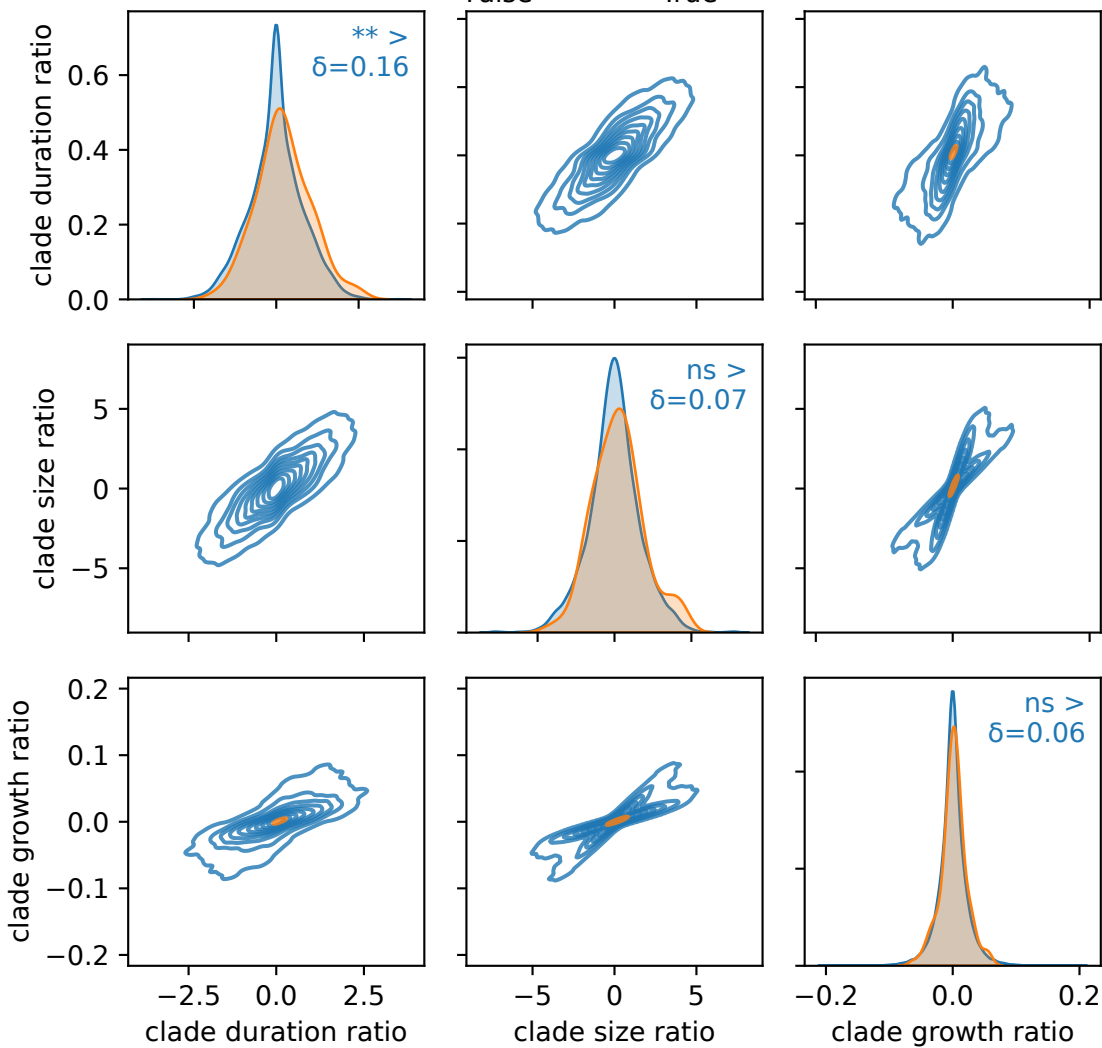 False True
** >
δ=0.16
clade duration ratio
0.6
0.4
0.2
0.0
ns >
δ=0.07
clade size ratio
5
0
−5
ns >
δ=0.06
clade growth ratio
0.2
0.1
0.0
−0.1
−0.2
−2.5 0.0 2.5
−5 0 5
−0.2 0.0 0.2
clade duration ratio
clade size ratio
clade growth ratio